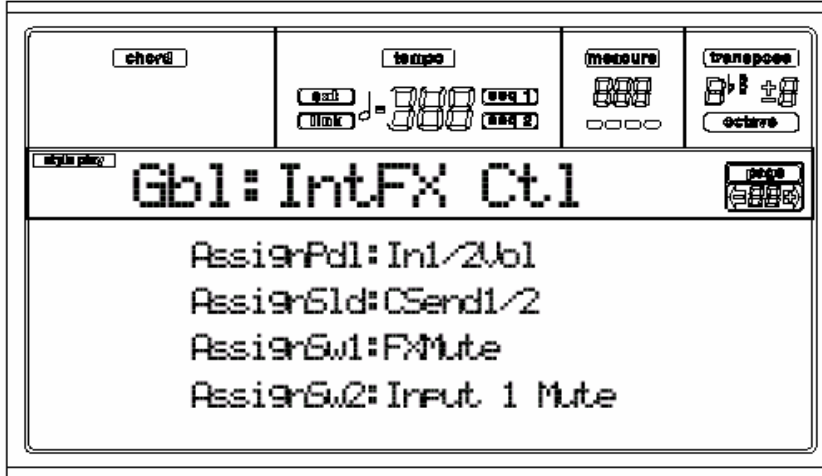 chord
tempo
measure
transpose
ext
seq 1
link
seq 2
octave
style play
Gbl:IntFX Ctl
page
AssignPdl:In1/2Vol
AssignSld:CSend1/2
AssignSw1:FXMute
AssignSw2:Input 1 Mute